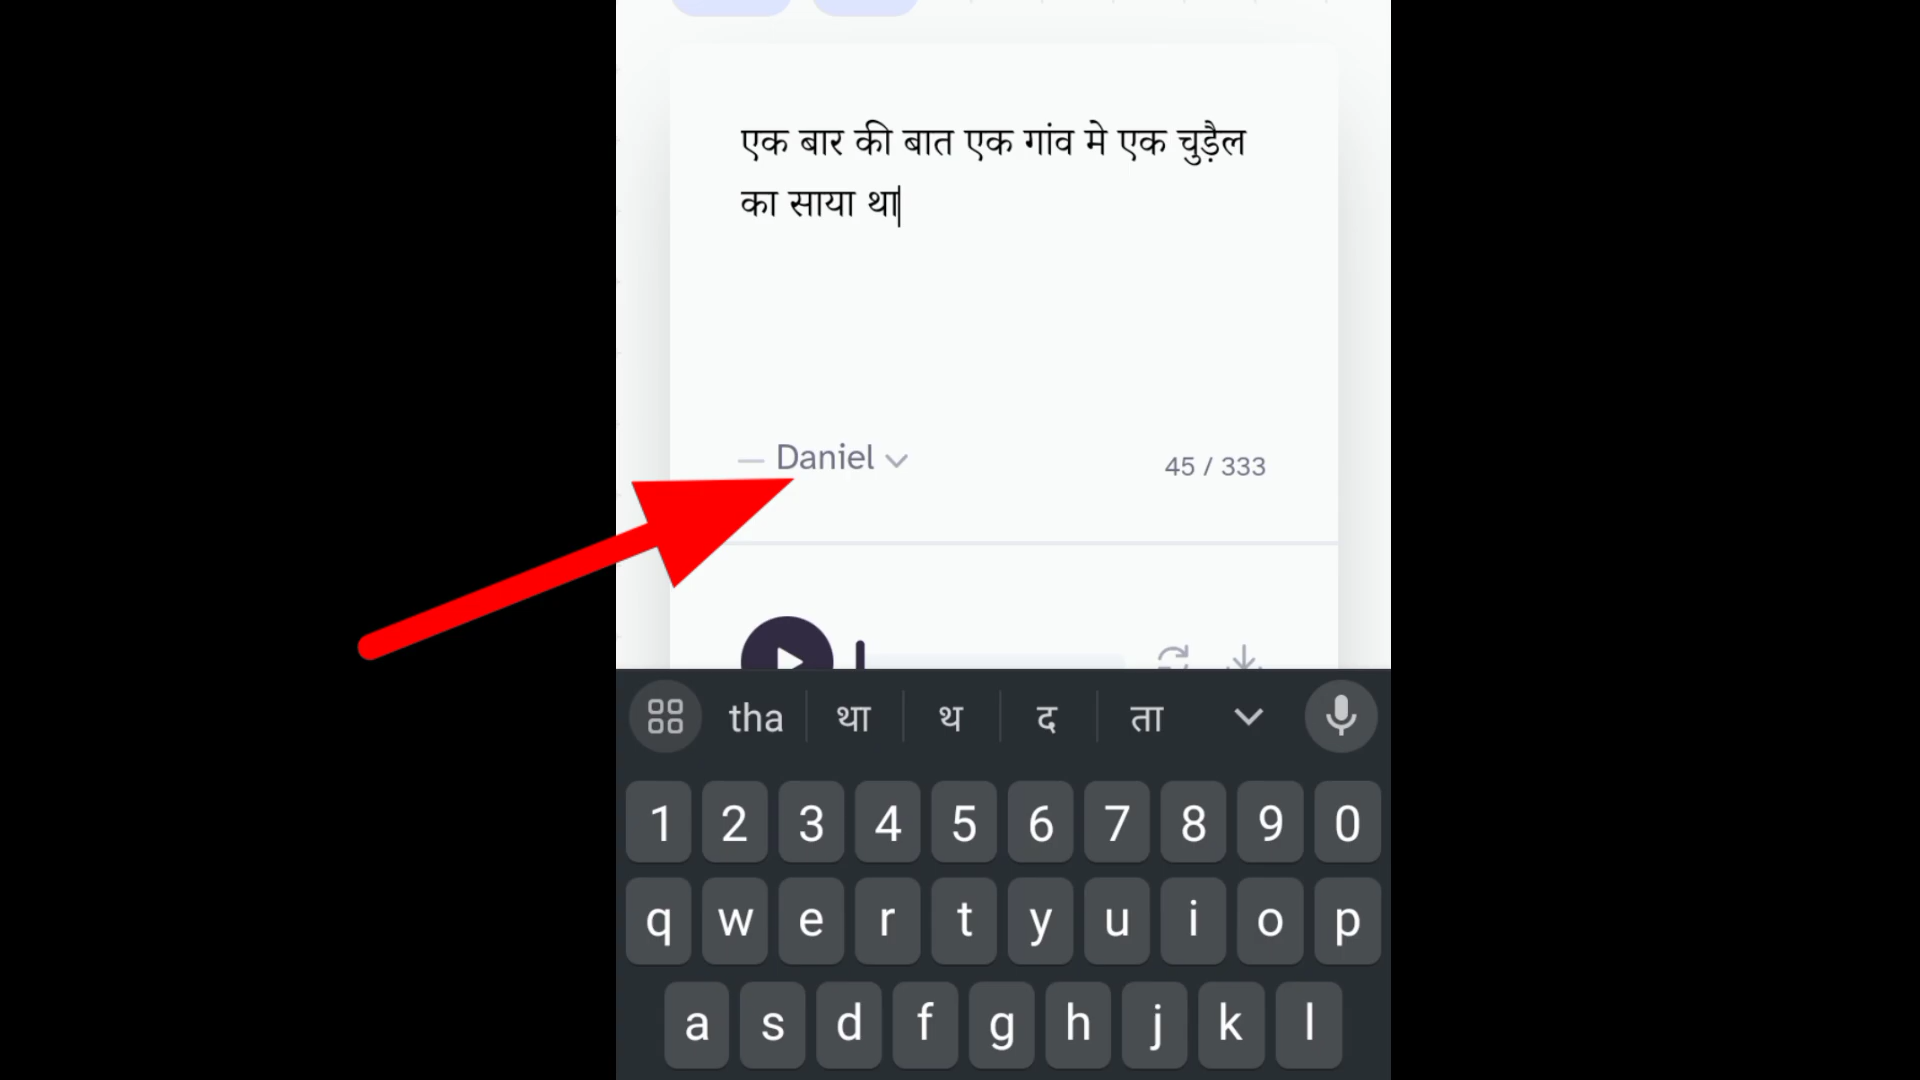 एक बार की बात एक गांव मे एक चुड़ैल
का साया था
— Daniel
45 / 333
tha था थ द ता
1 2 3 4 5 6 7 8 9 0
q w e r t y u i o p
a s d f g h j k l